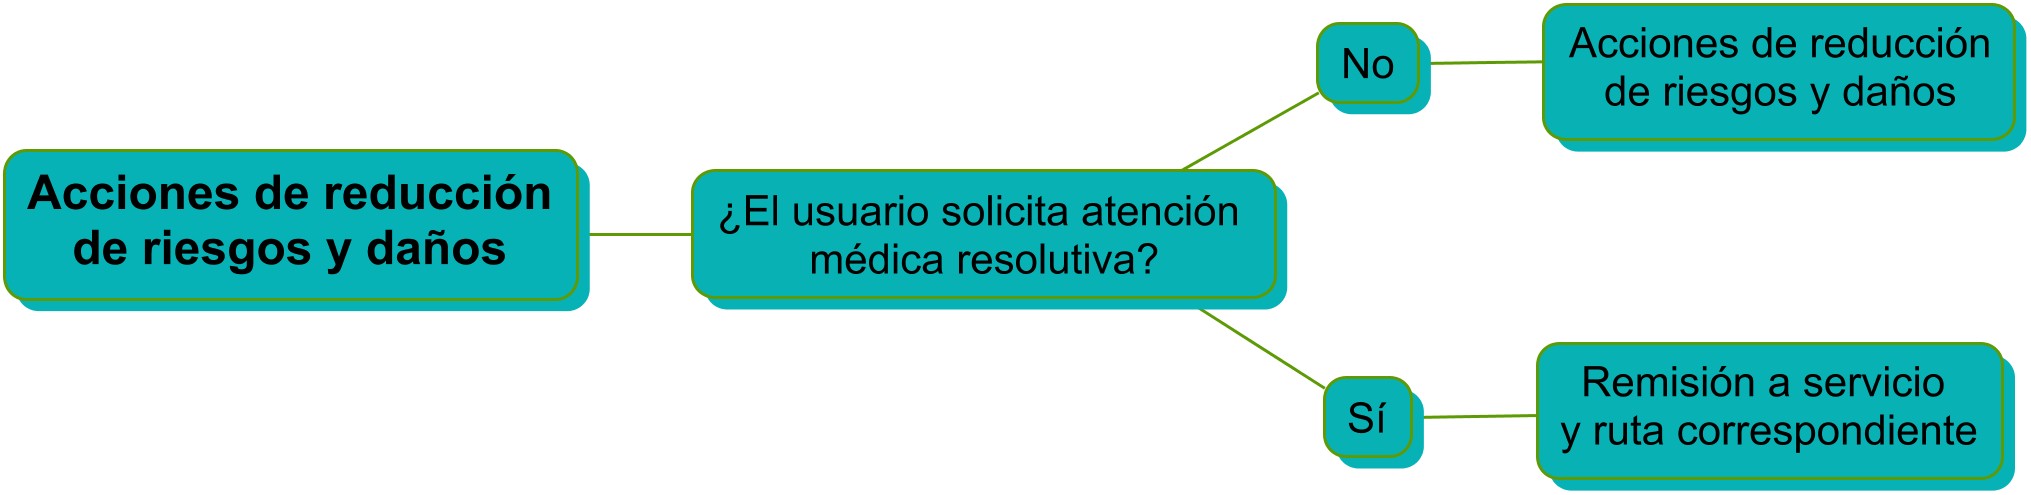 Acciones de reducción
de riesgos y daños
¿El usuario solicita atención
médica resolutiva?
No
Acciones de reducción
de riesgos y daños
Sí
Remisión a servicio
y ruta correspondiente